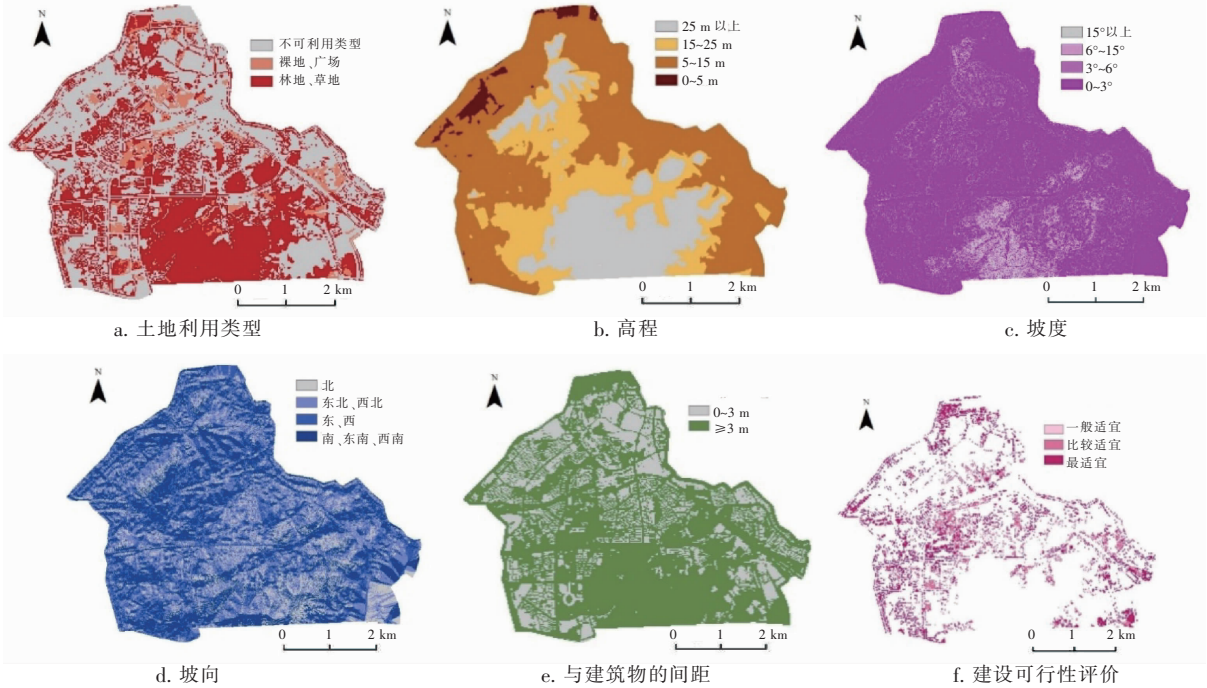 N
不可利用类型
裸地、广场
林地、草地
0 1 2 km
a. 土地利用类型
N
25 m 以上
15~25 m
5~15 m
0~5 m
0 1 2 km
b. 高程
N
15°以上
6°~15°
3°~6°
0~3°
0 1 2 km
c. 坡度
N
北
东北、西北
东、西
南、东南、西南
0 1 2 km
d. 坡向
N
0~3 m
≥3 m
0 1 2 km
e. 与建筑物的间距
N
一般适宜
比较适宜
最适宜
0 1 2 km
f. 建设可行性评价